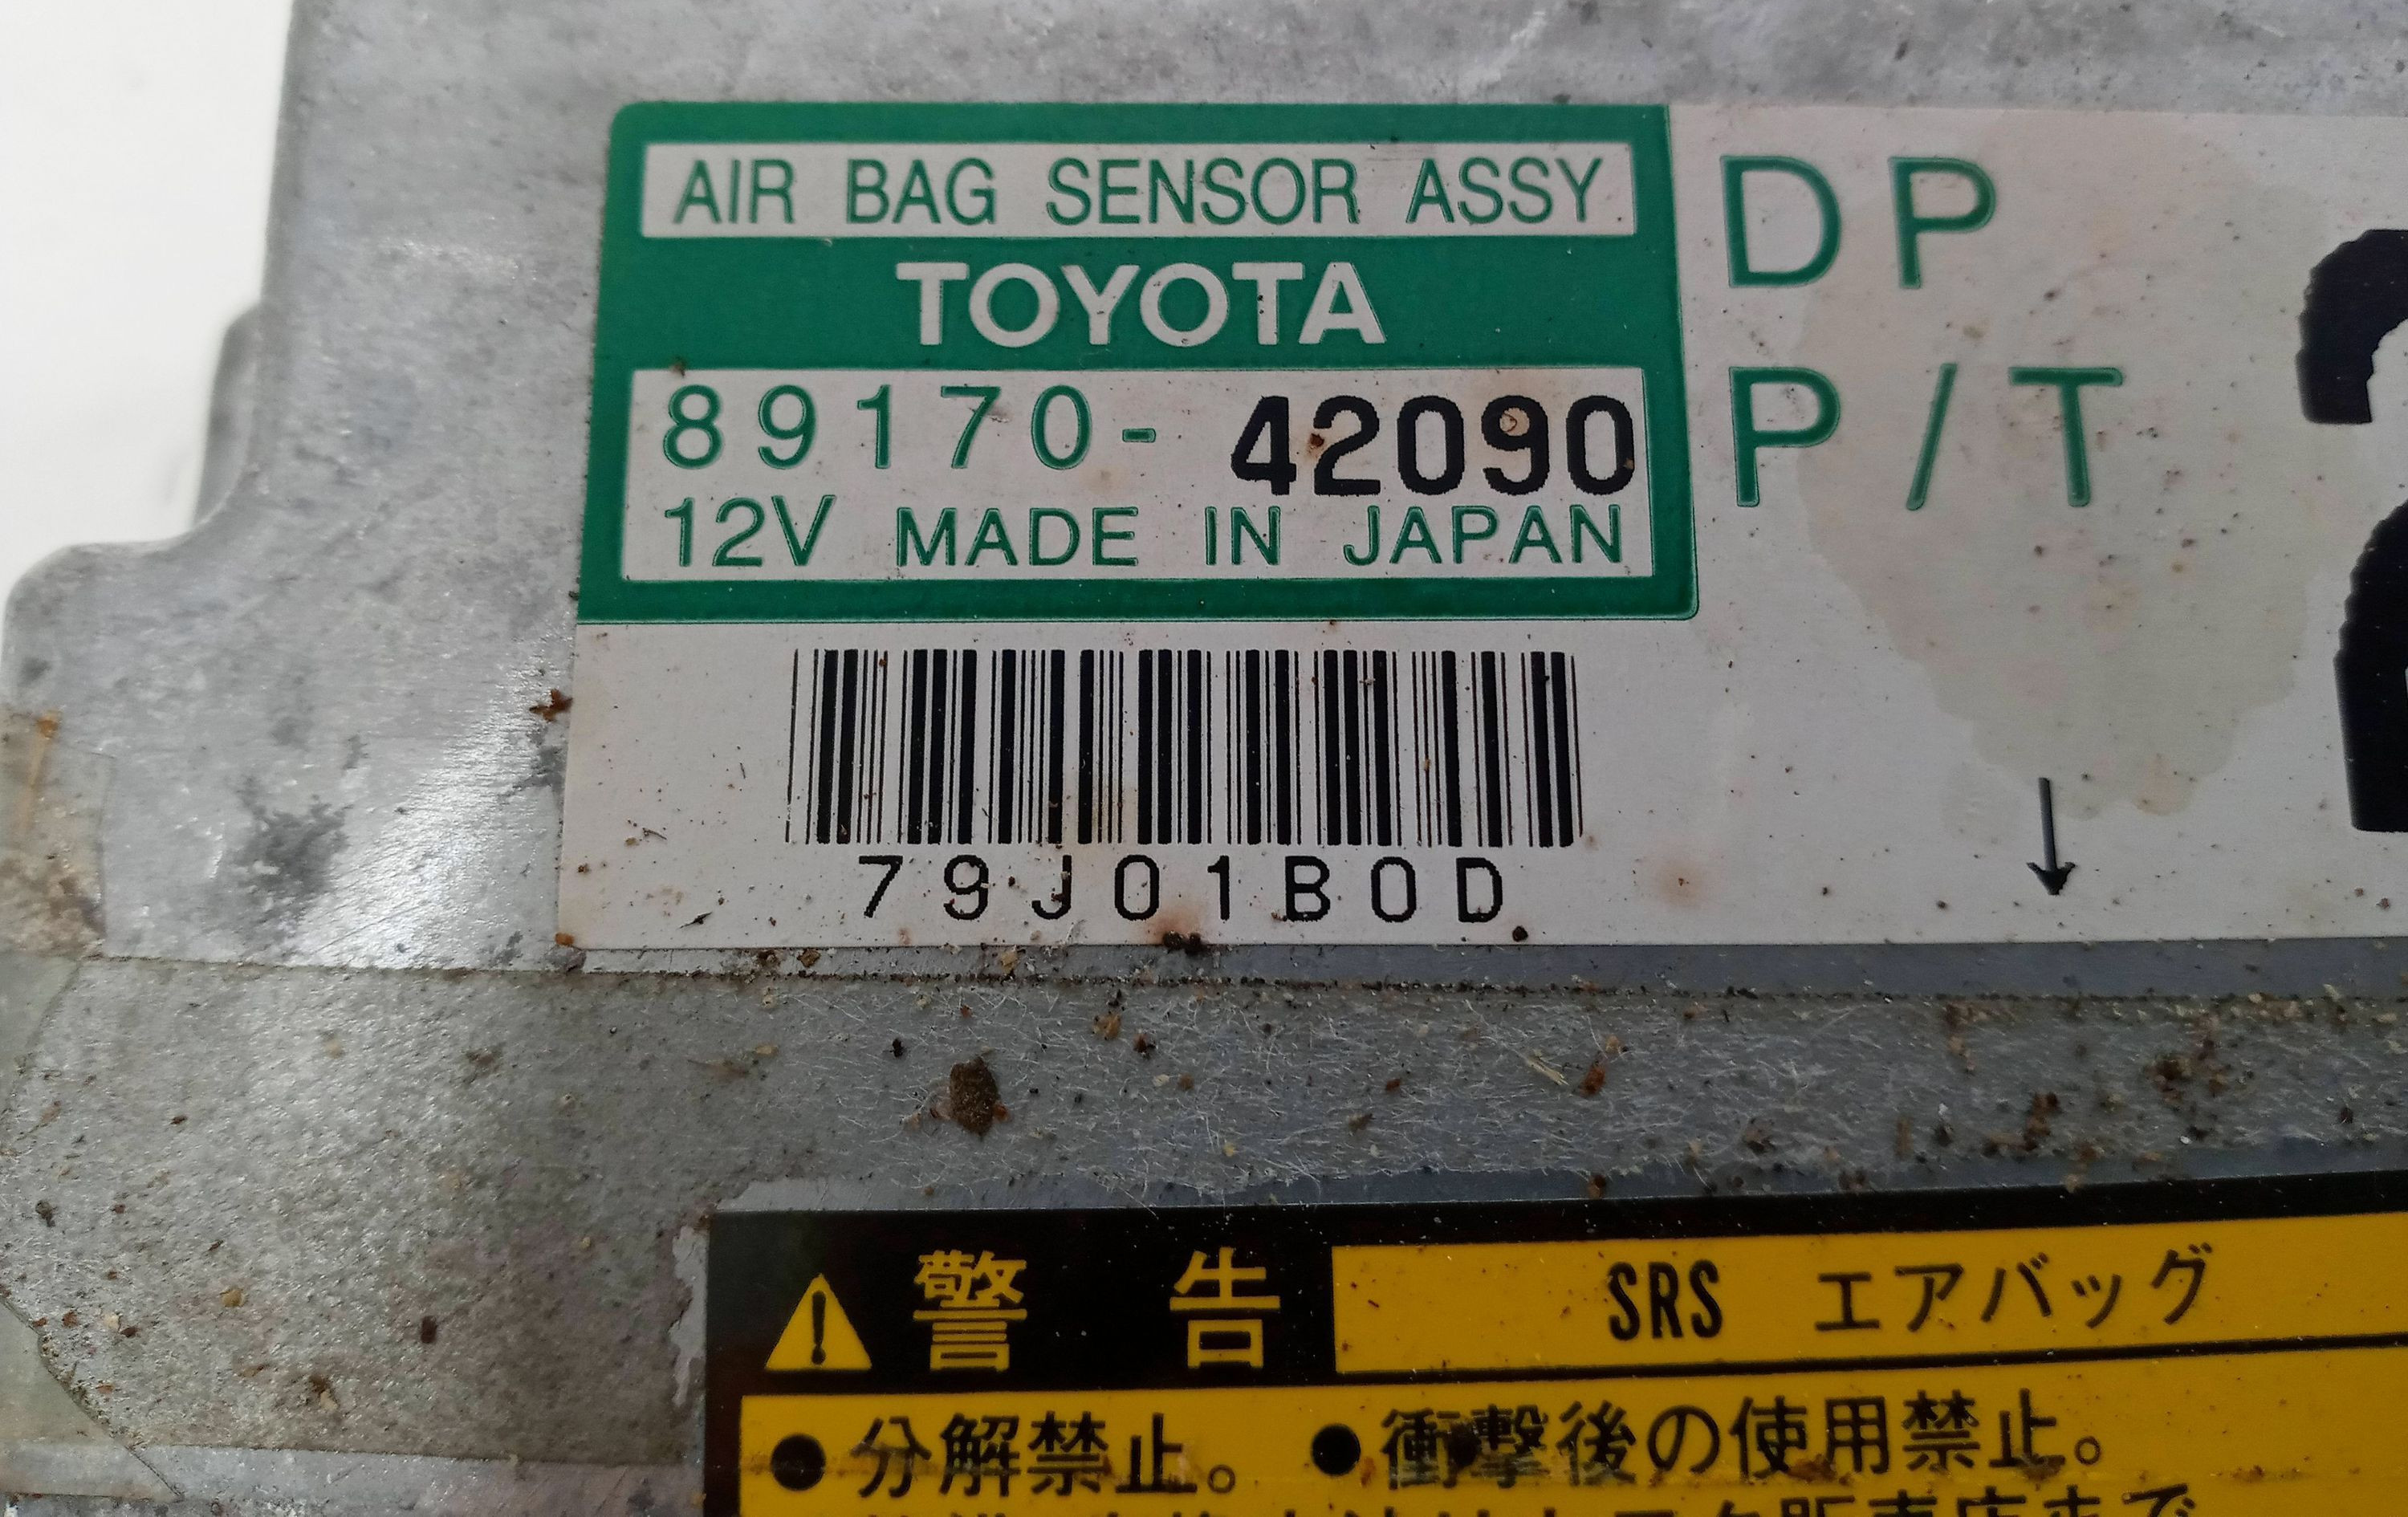 AIR BAG SENSOR ASSY
TOYOTA
89170-42090
12V MADE IN JAPAN
DP
P/T
79J01B0D
警告 SRS エアバッグ
●分解禁止。 ●衝撃後の使用禁止。